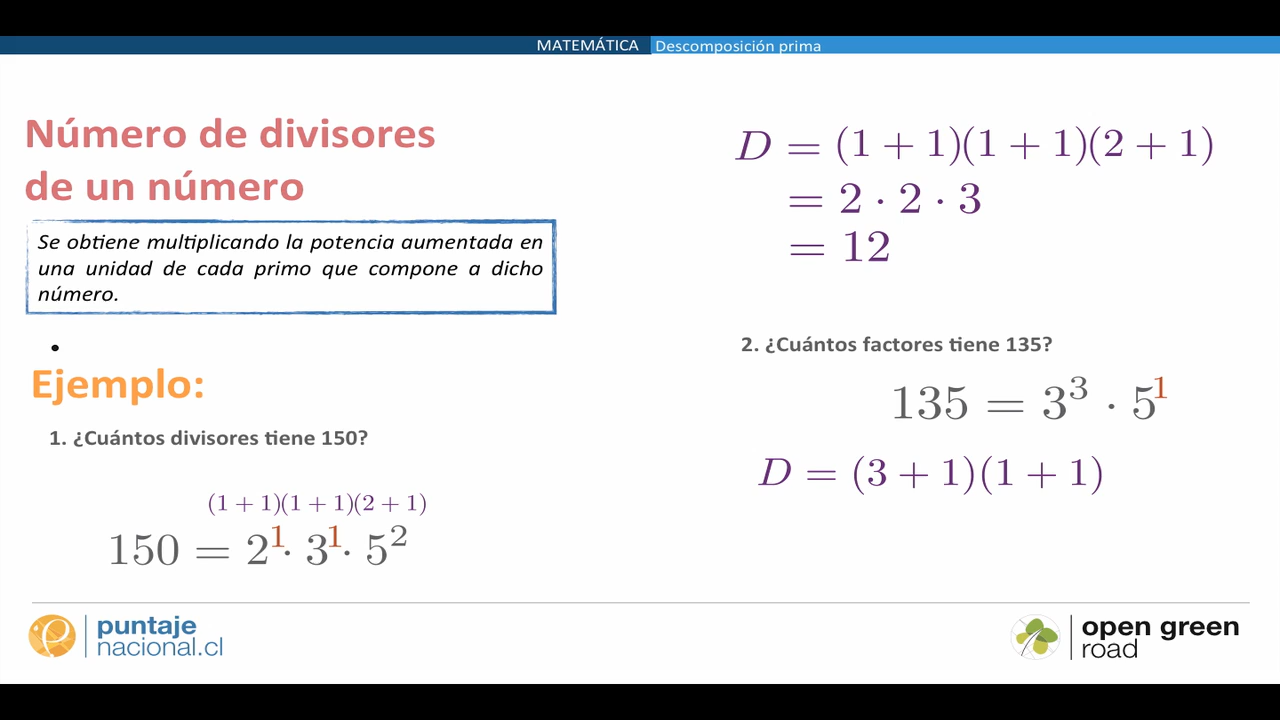 MATEMÁTICA Descomposición prima
Número de divisores
de un número
Se obtiene multiplicando la potencia aumentada en
una unidad de cada primo que compone a dicho
número.
•
Ejemplo:
1. ¿Cuántos divisores tiene 150?
(1 + 1)(1 + 1)(2 + 1)
150 = 2¹ · 3¹ · 5²
D = (1 + 1)(1 + 1)(2 + 1)
= 2 · 2 · 3
= 12
2. ¿Cuántos factores tiene 135?
135 = 3³ · 5¹
D = (3 + 1)(1 + 1)
puntaje
nacional.cl
open green
road